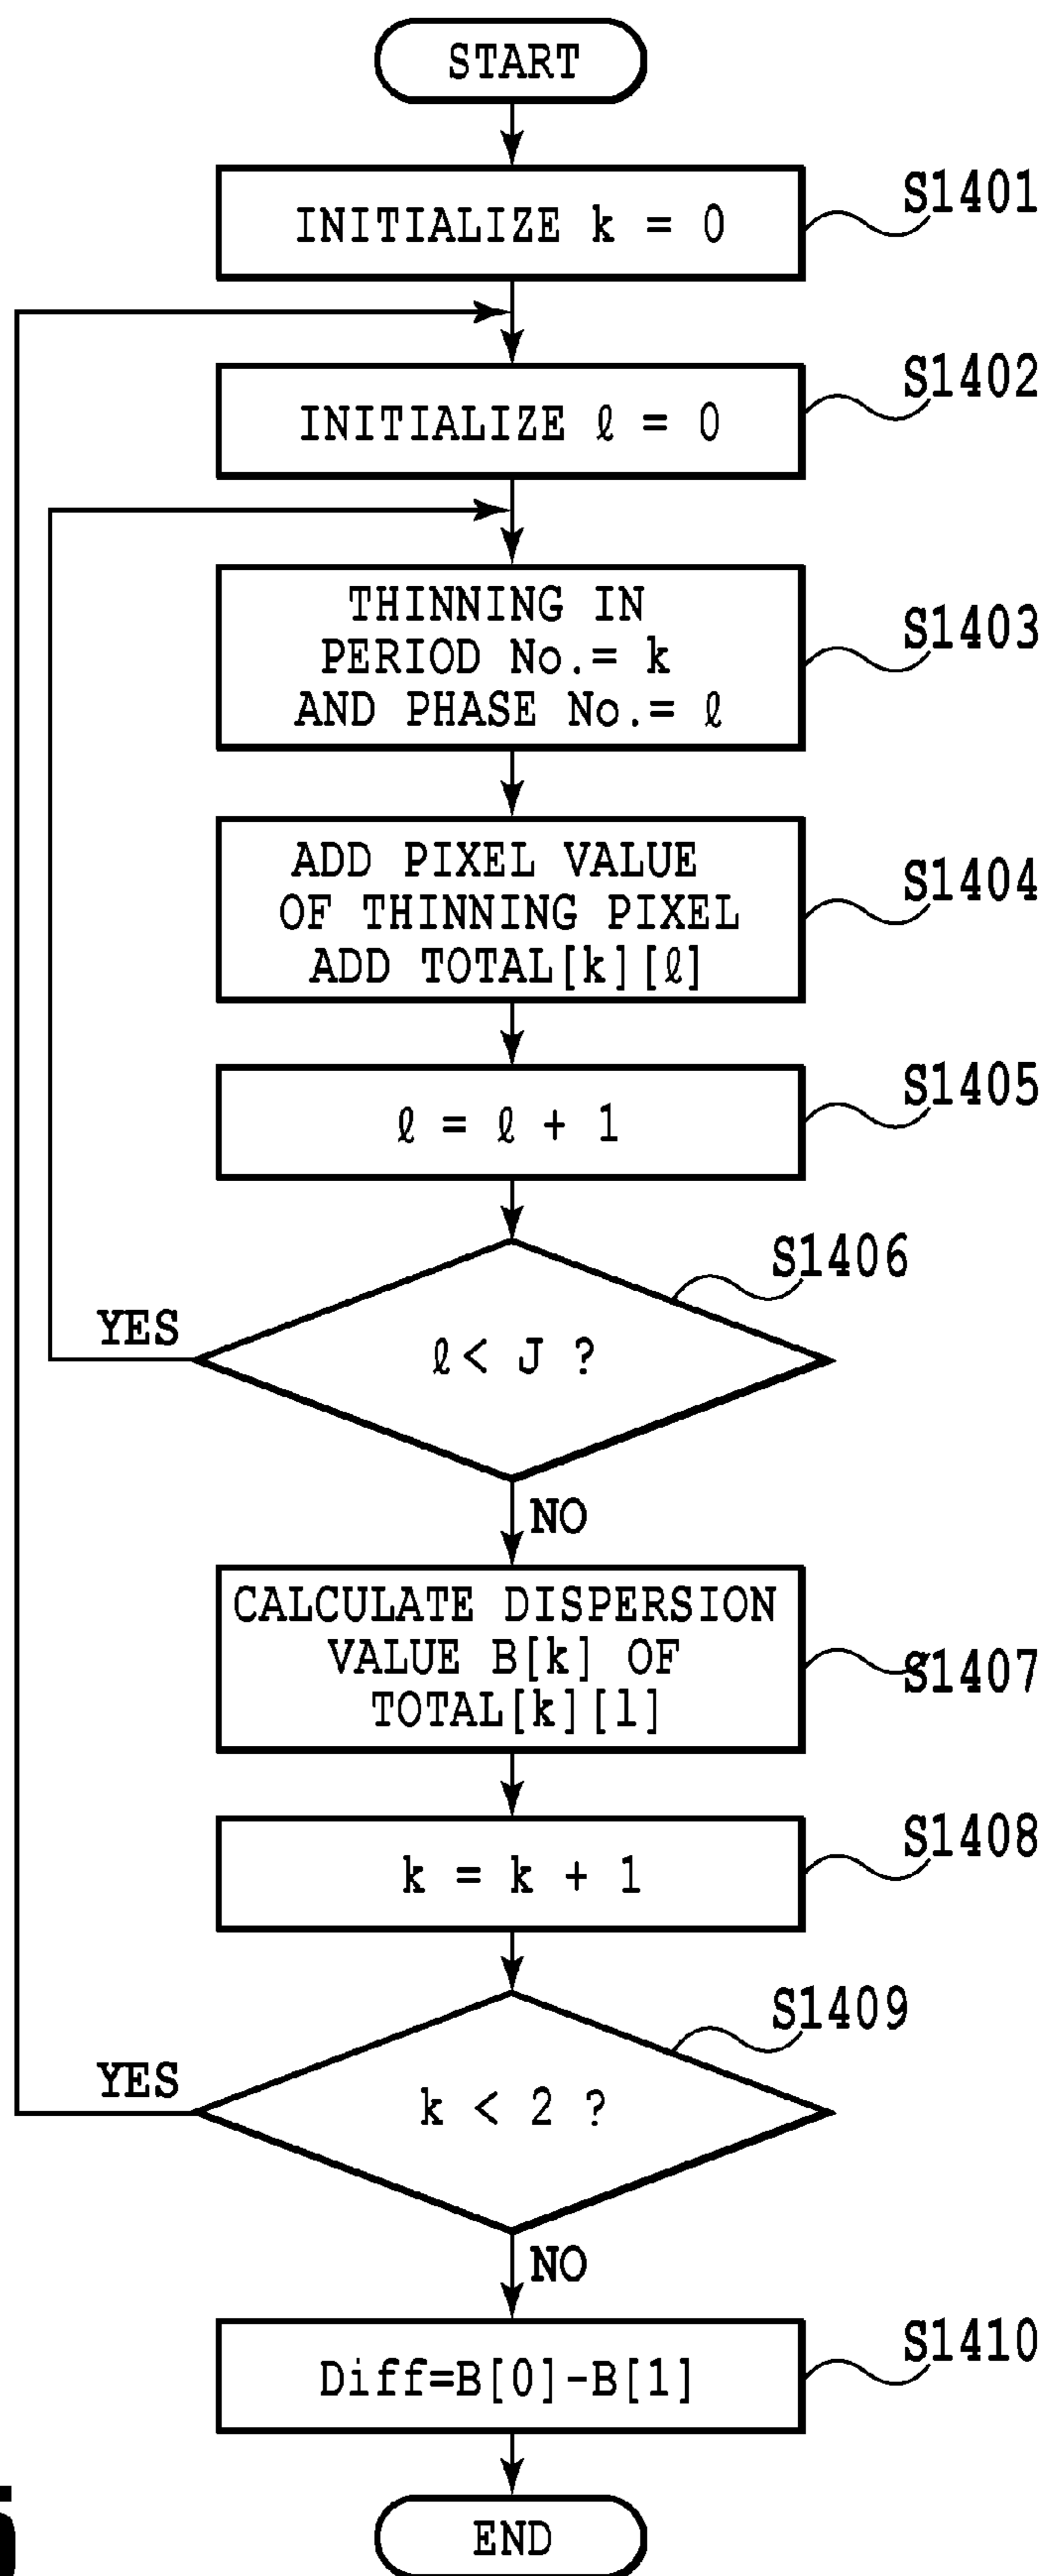 START
INITIALIZE k = 0
S1401
INITIALIZE ℓ = 0
S1402
THINNING IN
PERIOD No.= k
AND PHASE No.= ℓ
S1403
ADD PIXEL VALUE
OF THINNING PIXEL
ADD TOTAL[k][ℓ]
S1404
ℓ = ℓ + 1
S1405
S1406
ℓ< J ?
YES
NO
CALCULATE DISPERSION
VALUE B[k] OF
TOTAL[k][l]
S1407
k = k + 1
S1408
S1409
k < 2 ?
YES
NO
Diff=B[0]-B[1]
S1410
END